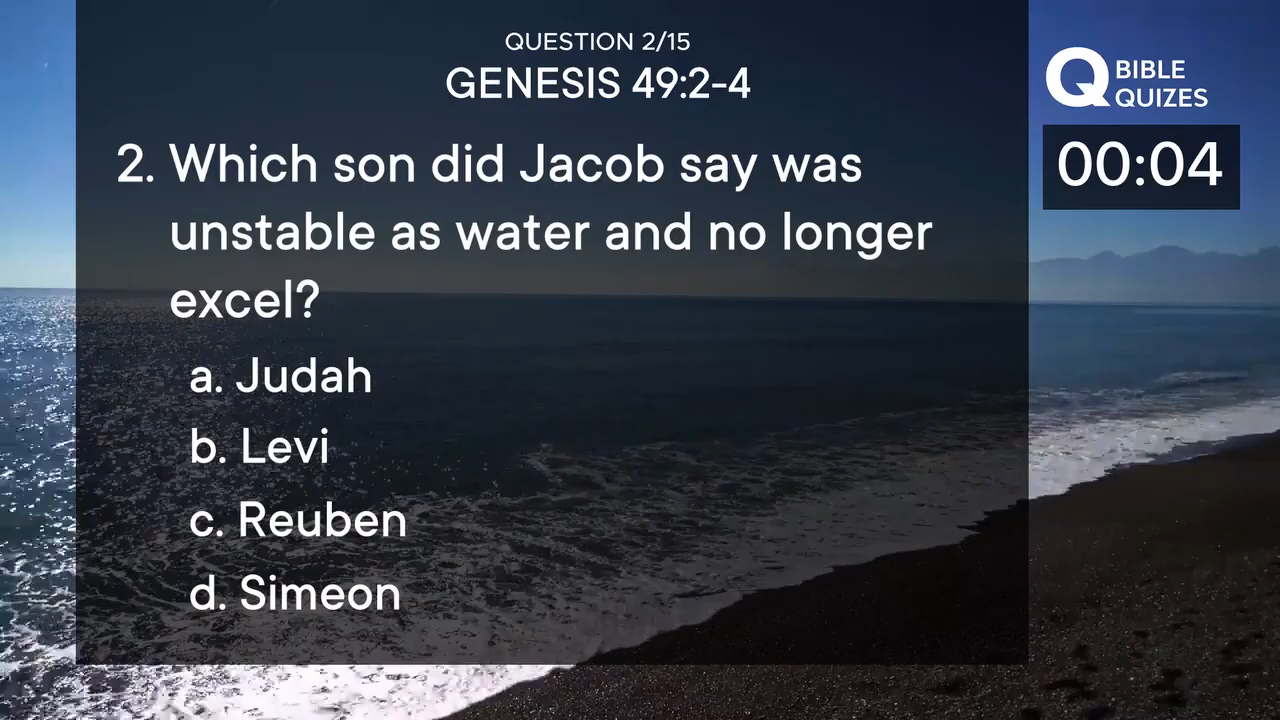 QUESTION 2/15
GENESIS 49:2-4
BIBLE
QUIZES
00:04
2. Which son did Jacob say was
unstable as water and no longer
excel?
a. Judah
b. Levi
c. Reuben
d. Simeon